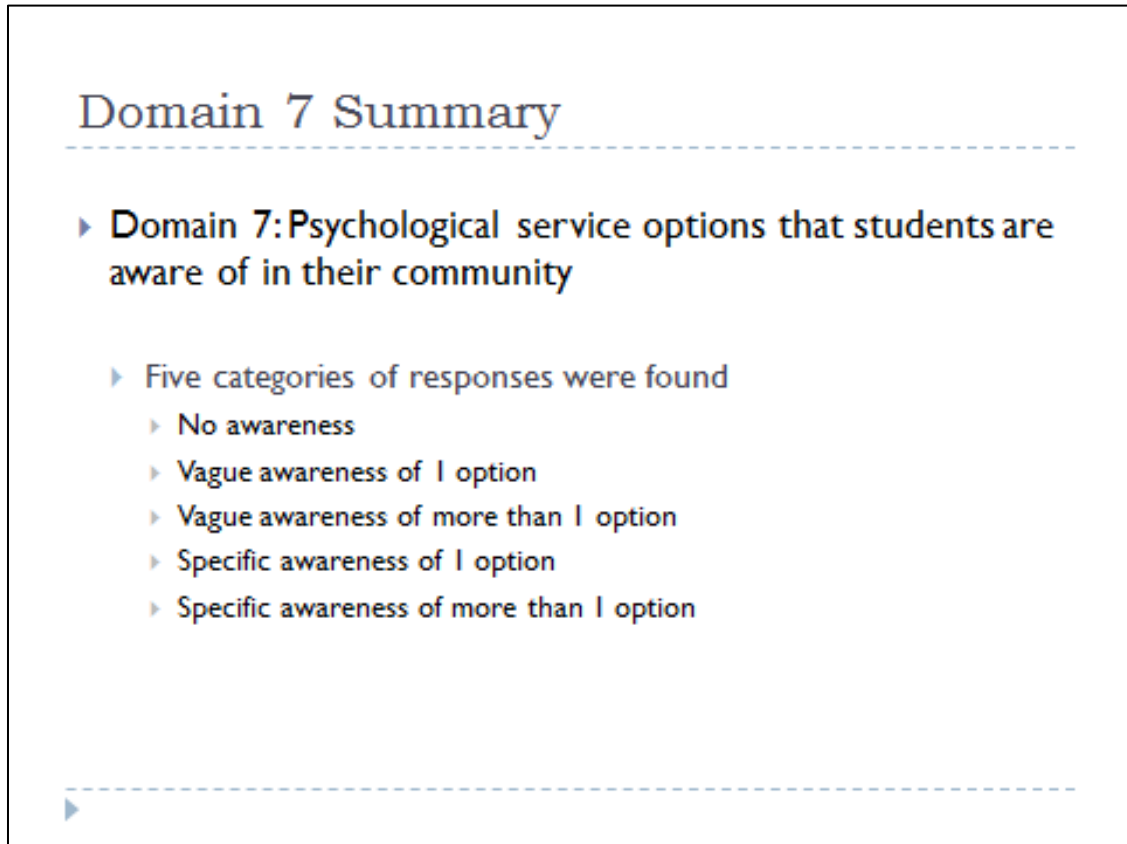 Domain 7 Summary
Domain 7: Psychological service options that students are
aware of in their community
Five categories of responses were found
No awareness
Vague awareness of 1 option
Vague awareness of more than 1 option
Specific awareness of 1 option
Specific awareness of more than 1 option